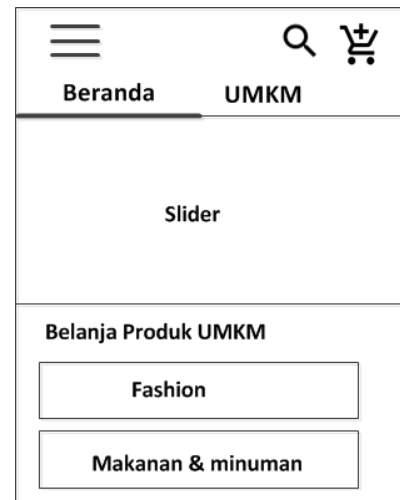 Beranda UMKM
Slider
Belanja Produk UMKM
Fashion
Makanan & minuman